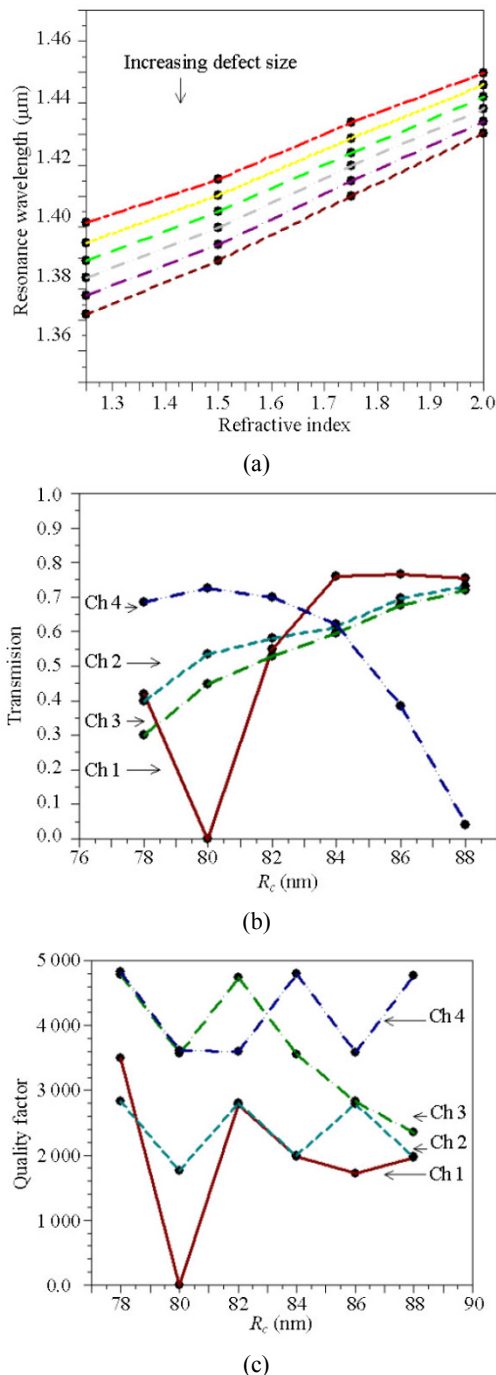 1.46
1.44
1.42
1.40
1.38
1.36
Resonance wavelength (μm)
Increasing defect size
1.3 1.4 1.5 1.6 1.7 1.8 1.9 2.0
Refractive index
(a)
1.0
0.9
0.8
0.7
0.6
0.5
0.4
0.3
0.2
0.1
0.0
Transmision
Ch 4
Ch 2
Ch 3
Ch 1
76 78 80 82 84 86 88
Rc (nm)
(b)
5 000
4 000
3 000
2 000
1 000
0.0
Quality factor
Ch 4
Ch 3
Ch 2
Ch 1
78 80 82 84 86 88 90
Rc (nm)
(c)